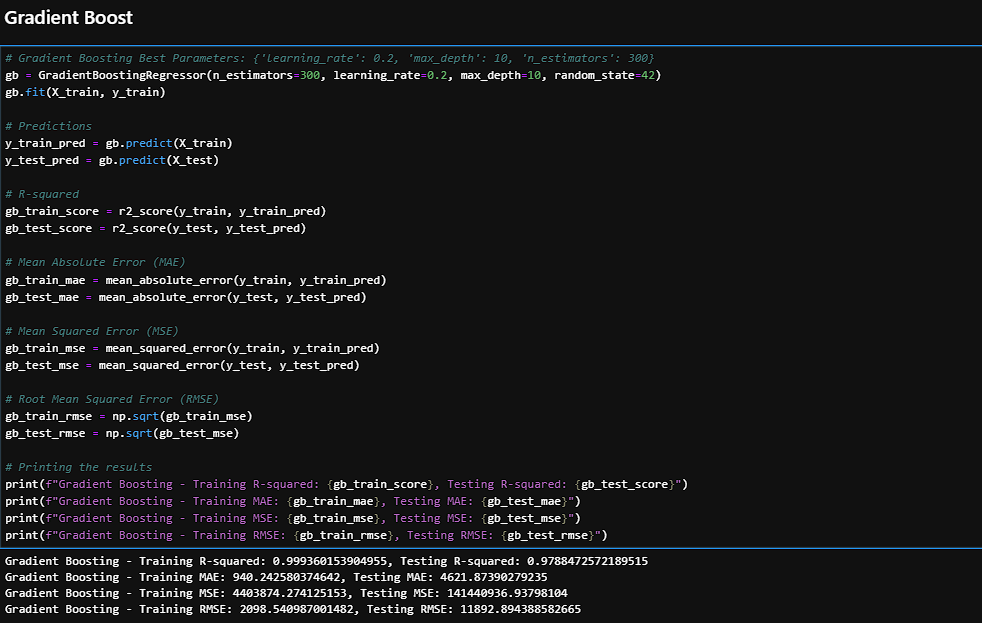 Gradient Boost
# Gradient Boosting Best Parameters: {'learning_rate': 0.2, 'max_depth': 10, 'n_estimators': 300}
gb = GradientBoostingRegressor(n_estimators=300, learning_rate=0.2, max_depth=10, random_state=42)
gb.fit(X_train, y_train)
# Predictions
y_train_pred = gb.predict(X_train)
y_test_pred = gb.predict(X_test)
# R-squared
gb_train_score = r2_score(y_train, y_train_pred)
gb_test_score = r2_score(y_test, y_test_pred)
# Mean Absolute Error (MAE)
gb_train_mae = mean_absolute_error(y_train, y_train_pred)
gb_test_mae = mean_absolute_error(y_test, y_test_pred)
# Mean Squared Error (MSE)
gb_train_mse = mean_squared_error(y_train, y_train_pred)
gb_test_mse = mean_squared_error(y_test, y_test_pred)
# Root Mean Squared Error (RMSE)
gb_train_rmse = np.sqrt(gb_train_mse)
gb_test_rmse = np.sqrt(gb_test_mse)
# Printing the results
print(f"Gradient Boosting - Training R-squared: {gb_train_score}, Testing R-squared: {gb_test_score}")
print(f"Gradient Boosting - Training MAE: {gb_train_mae}, Testing MAE: {gb_test_mae}")
print(f"Gradient Boosting - Training MSE: {gb_train_mse}, Testing MSE: {gb_test_mse}")
print(f"Gradient Boosting - Training RMSE: {gb_train_rmse}, Testing RMSE: {gb_test_rmse}")
Gradient Boosting - Training R-squared: 0.999360153904955, Testing R-squared: 0.9788472572189515
Gradient Boosting - Training MAE: 940.242580374642, Testing MAE: 4621.87390279235
Gradient Boosting - Training MSE: 4403874.274125153, Testing MSE: 141440936.93798104
Gradient Boosting - Training RMSE: 2098.540987001482, Testing RMSE: 11892.894388582665